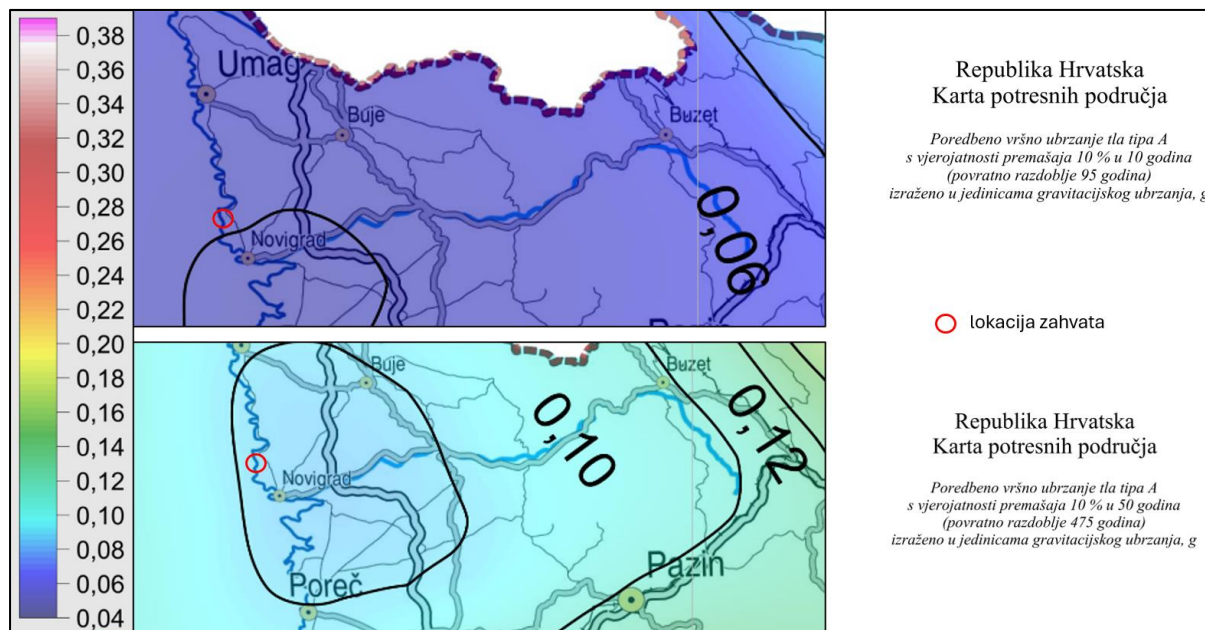 0,38
0,36
0,34
0,32
0,30
0,28
0,26
0,24
0,22
0,20
0,18
0,16
0,14
0,12
0,10
0,08
0,06
0,04
Umag
Buje
Buzet
Novigrad
0,06
Republika Hrvatska
Karta potresnih područja
Poredbeno vršno ubrzanje tla tipa A
s vjerojatnosti premašaja 10 % u 10 godina
(povratno razdoblje 95 godina)
izraženo u jedinicama gravitacijskog ubrzanja, g
lokacija zahvata
Buje
Buzet
0,10
0,12
Novigrad
Poreč
Pazin
Republika Hrvatska
Karta potresnih područja
Poredbeno vršno ubrzanje tla tipa A
s vjerojatnosti premašaja 10 % u 50 godina
(povratno razdoblje 475 godina)
izraženo u jedinicama gravitacijskog ubrzanja, g